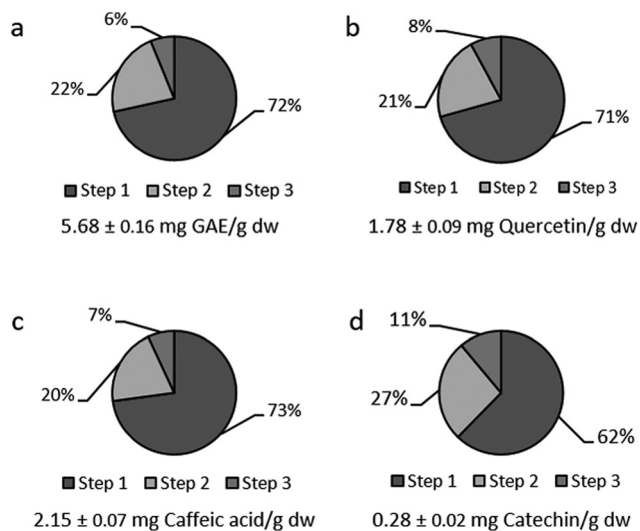 a
6%
22%
72%
Step 1 Step 2 Step 3
5.68 ± 0.16 mg GAE/g dw
b
8%
21%
71%
Step 1 Step 2 Step 3
1.78 ± 0.09 mg Quercetin/g dw
c
7%
20%
73%
Step 1 Step 2 Step 3
2.15 ± 0.07 mg Caffeic acid/g dw
d
11%
27%
62%
Step 1 Step 2 Step 3
0.28 ± 0.02 mg Catechin/g dw